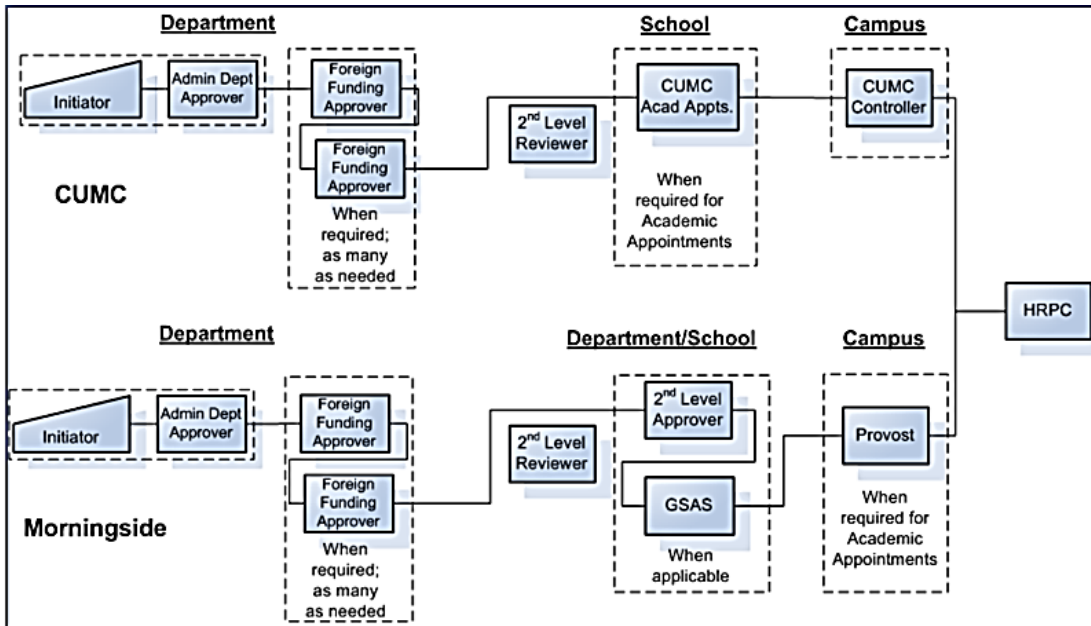 Department
School
Campus
Initiator
Admin Dept
Approver
Foreign
Funding
Approver
Foreign
Funding
Approver
When
required;
as many
as needed
2nd Level
Reviewer
CUMC
Acad Appts.
When
required for
Academic
Appointments
CUMC
Controller
CUMC
HRPC
Department
Department/School
Campus
Initiator
Admin Dept
Approver
Foreign
Funding
Approver
Foreign
Funding
Approver
When
required;
as many
as needed
2nd Level
Reviewer
2nd Level
Approver
GSAS
When
applicable
Provost
When
required for
Academic
Appointments
Morningside